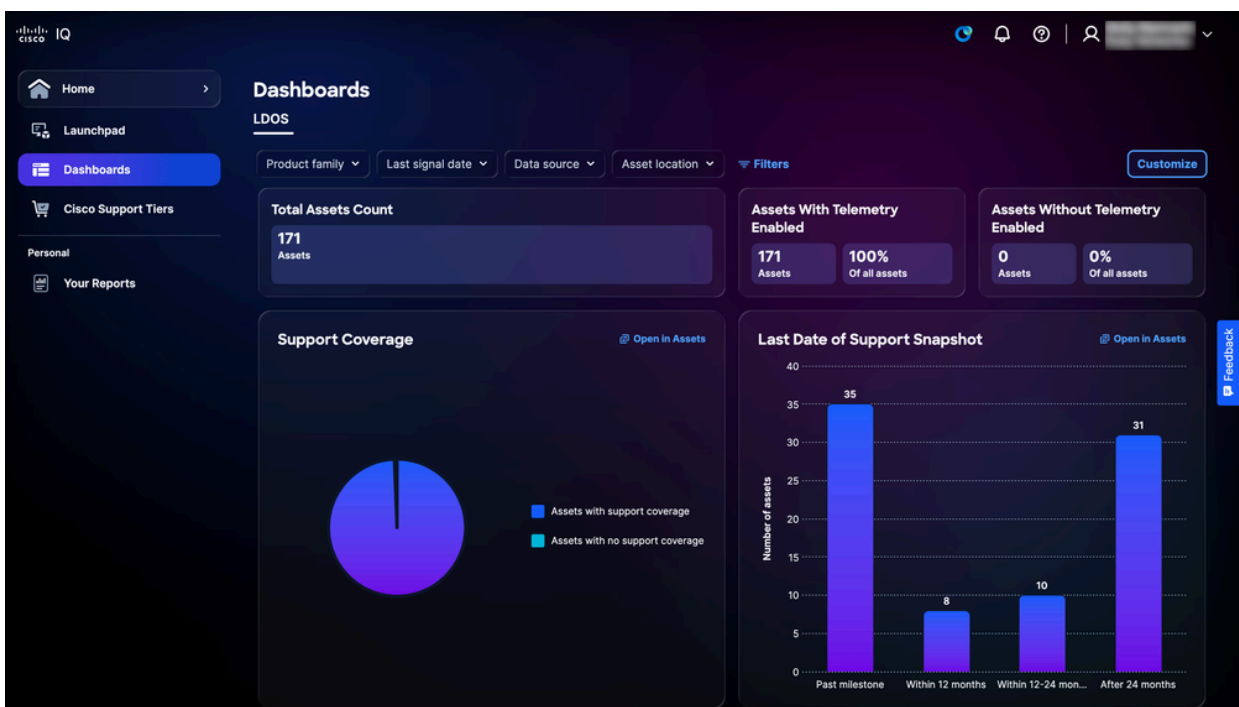 cisco IQ
Home
Launchpad
Dashboards
Cisco Support Tiers
Personal
Your Reports
Dashboards
LDOS
Product family
Last signal date
Data source
Asset location
Filters
Customize
Total Assets Count
171
Assets
Assets With Telemetry
Enabled
171
Assets
100%
Of all assets
Assets Without Telemetry
Enabled
0
Assets
0%
Of all assets
Support Coverage
Open in Assets
Assets with support coverage
Assets with no support coverage
Last Date of Support Snapshot
Open in Assets
Number of assets
40
35
30
25
20
15
10
5
0
35
8
10
31
Past milestone
Within 12 months
Within 12-24 mon...
After 24 months
Feedback